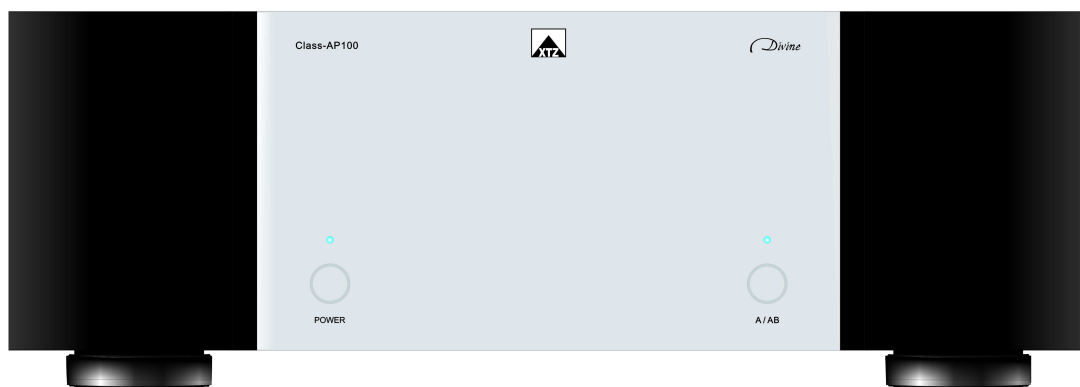 Class-AP100
XTZ
Divine
POWER
A / AB